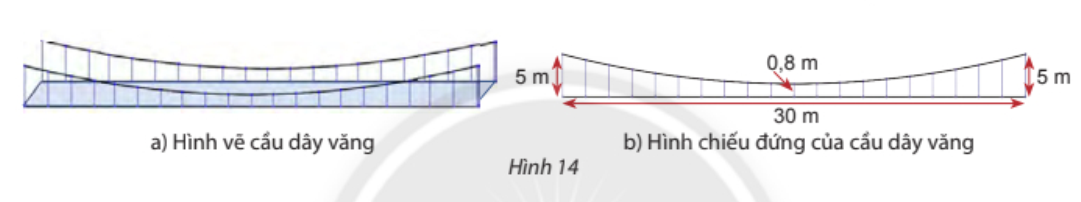 0,8 m
5 m
5 m
30 m
a) Hình vẽ cầu dây văng
b) Hình chiếu đứng của cầu dây văng
Hình 14